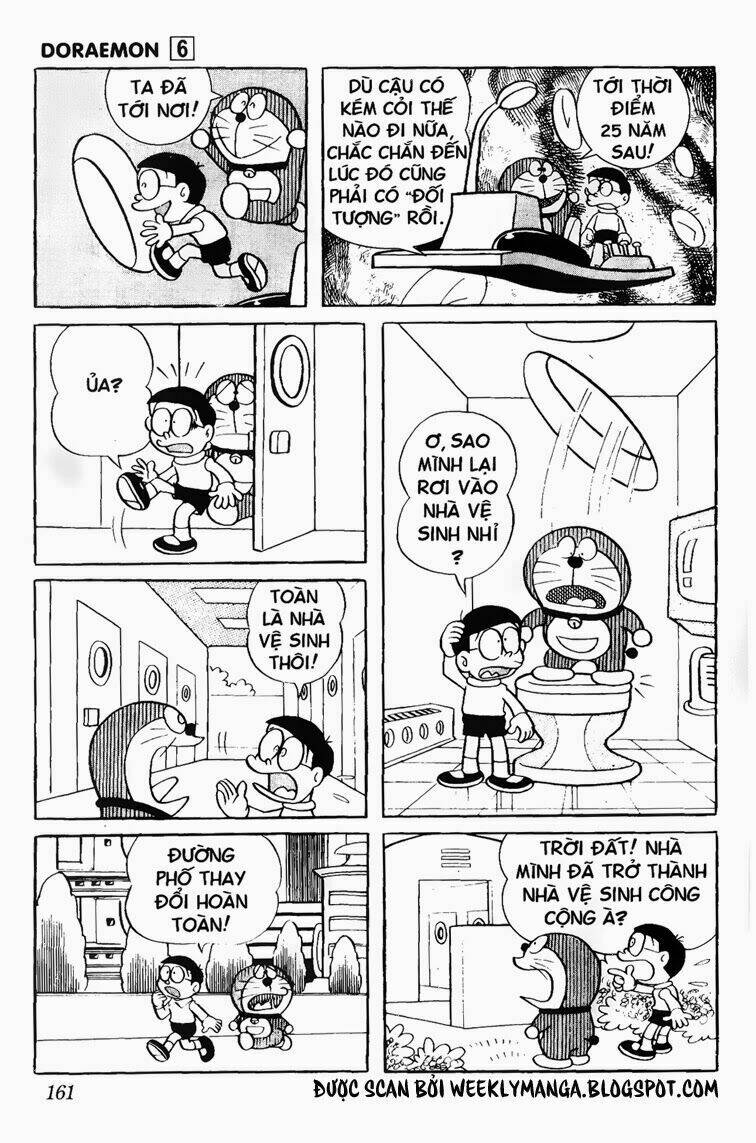 DORAEMON 6
TỚI THỜI
ĐIỂM
25 NĂM
SAU!
DÙ CẬU CÓ
KÉM CỎI THẾ
NÀO ĐI NỮA,
CHẮC CHẮN ĐẾN
LÚC ĐÓ CŨNG
PHẢI CÓ "ĐỐI
TƯỢNG" RỒI.
TA ĐÃ
TỚI NƠI!
Ơ, SAO
MÌNH LẠI
RƠI VÀO
NHÀ VỆ
SINH NHỈ
?
ỦA?
TOÀN
LÀ NHÀ
VỆ SINH
THÔI!
TRỜI ĐẤT! NHÀ
MÌNH ĐÃ TRỞ THÀNH
NHÀ VỆ SINH CÔNG
CỘNG À?
ĐƯỜNG
PHỐ THAY
ĐỔI HOÀN
TOÀN!
161
ĐƯỢC SCAN BỞI WEEKLYMANGA.BLOGSPOT.COM